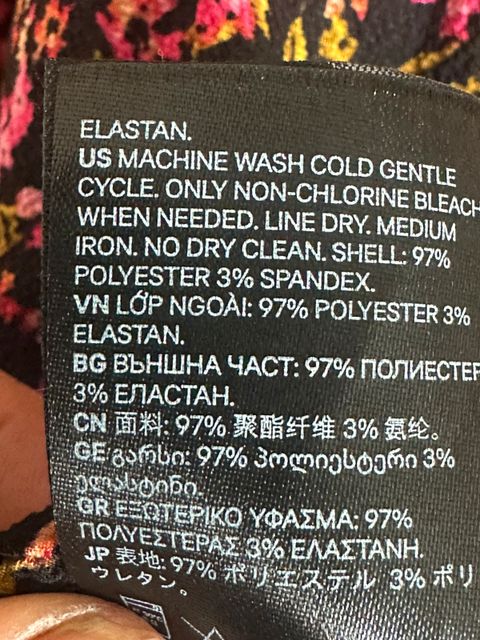 ELASTAN.
US MACHINE WASH COLD GENTLE
CYCLE. ONLY NON-CHLORINE BLEACH
WHEN NEEDED. LINE DRY. MEDIUM
IRON. NO DRY CLEAN. SHELL: 97%
POLYESTER 3% SPANDEX.
VN LỚP NGOÀI: 97% POLYESTER 3%
ELASTAN.
BG ВЪНШНА ЧАСТ: 97% ПОЛИЕСТЕР
3% ЕЛАСТАН.
CN 面料: 97% 聚酯纤维 3% 氨纶。
GE გარსი: 97% პოლიესტერი 3%
ელასტინი.
GR ΕΞΩΤΕΡΙΚΟ ΥΦΑΣΜΑ: 97%
ΠΟΛΥΕΣΤΕΡΑΣ 3% ΕΛΑΣΤΑΝΗ.
JP 表地: 97% ポリエステル 3% ポリ
ウレタン。